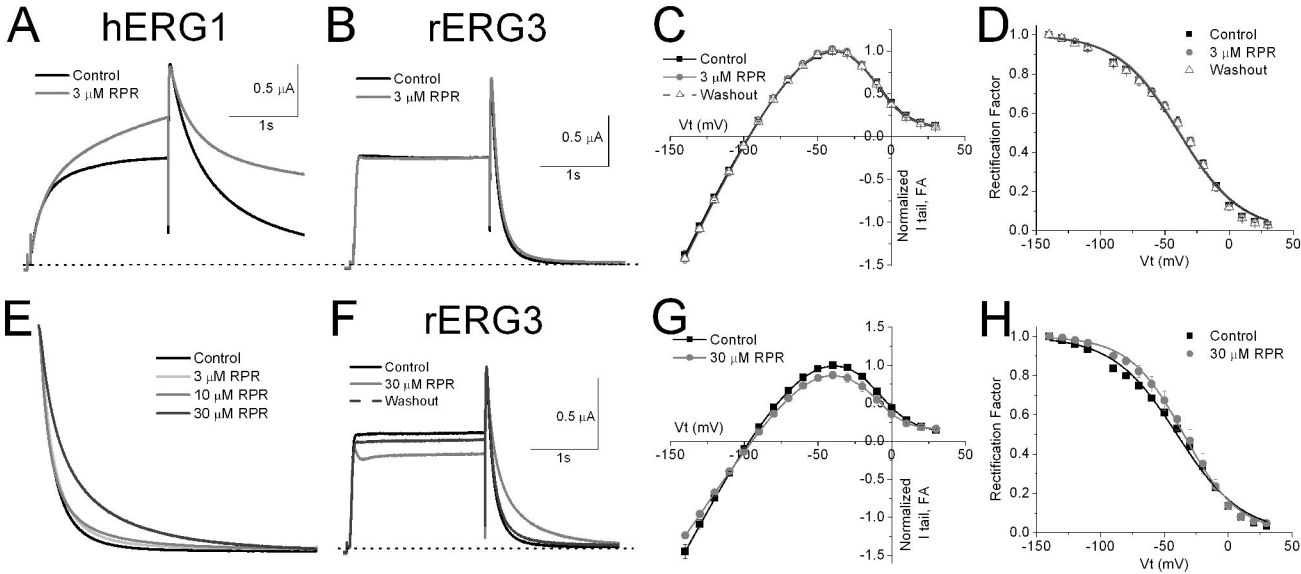 A
hERG1
Control
3 μM RPR
0.5 μA
1s
B
rERG3
Control
3 μM RPR
0.5 μA
1s
C
Control
3 μM RPR
Washout
Vt (mV)
1.0
0.5
0.0
-0.5
-1.0
-1.5
-150
-100
-50
0
50
Normalized
I tail, FA
D
Control
3 μM RPR
Washout
Rectification Factor
1.0
0.8
0.6
0.4
0.2
0.0
-150
-100
-50
0
50
Vt (mV)
E
Control
3 μM RPR
10 μM RPR
30 μM RPR
F
rERG3
Control
30 μM RPR
Washout
0.5 μA
1s
G
Control
30 μM RPR
Vt (mV)
1.5
1.0
0.5
0.0
-0.5
-1.0
-1.5
-150
-100
-50
0
50
Normalized
I tail, FA
H
Control
30 μM RPR
Rectification Factor
1.0
0.8
0.6
0.4
0.2
0.0
-150
-100
-50
0
50
Vt (mV)